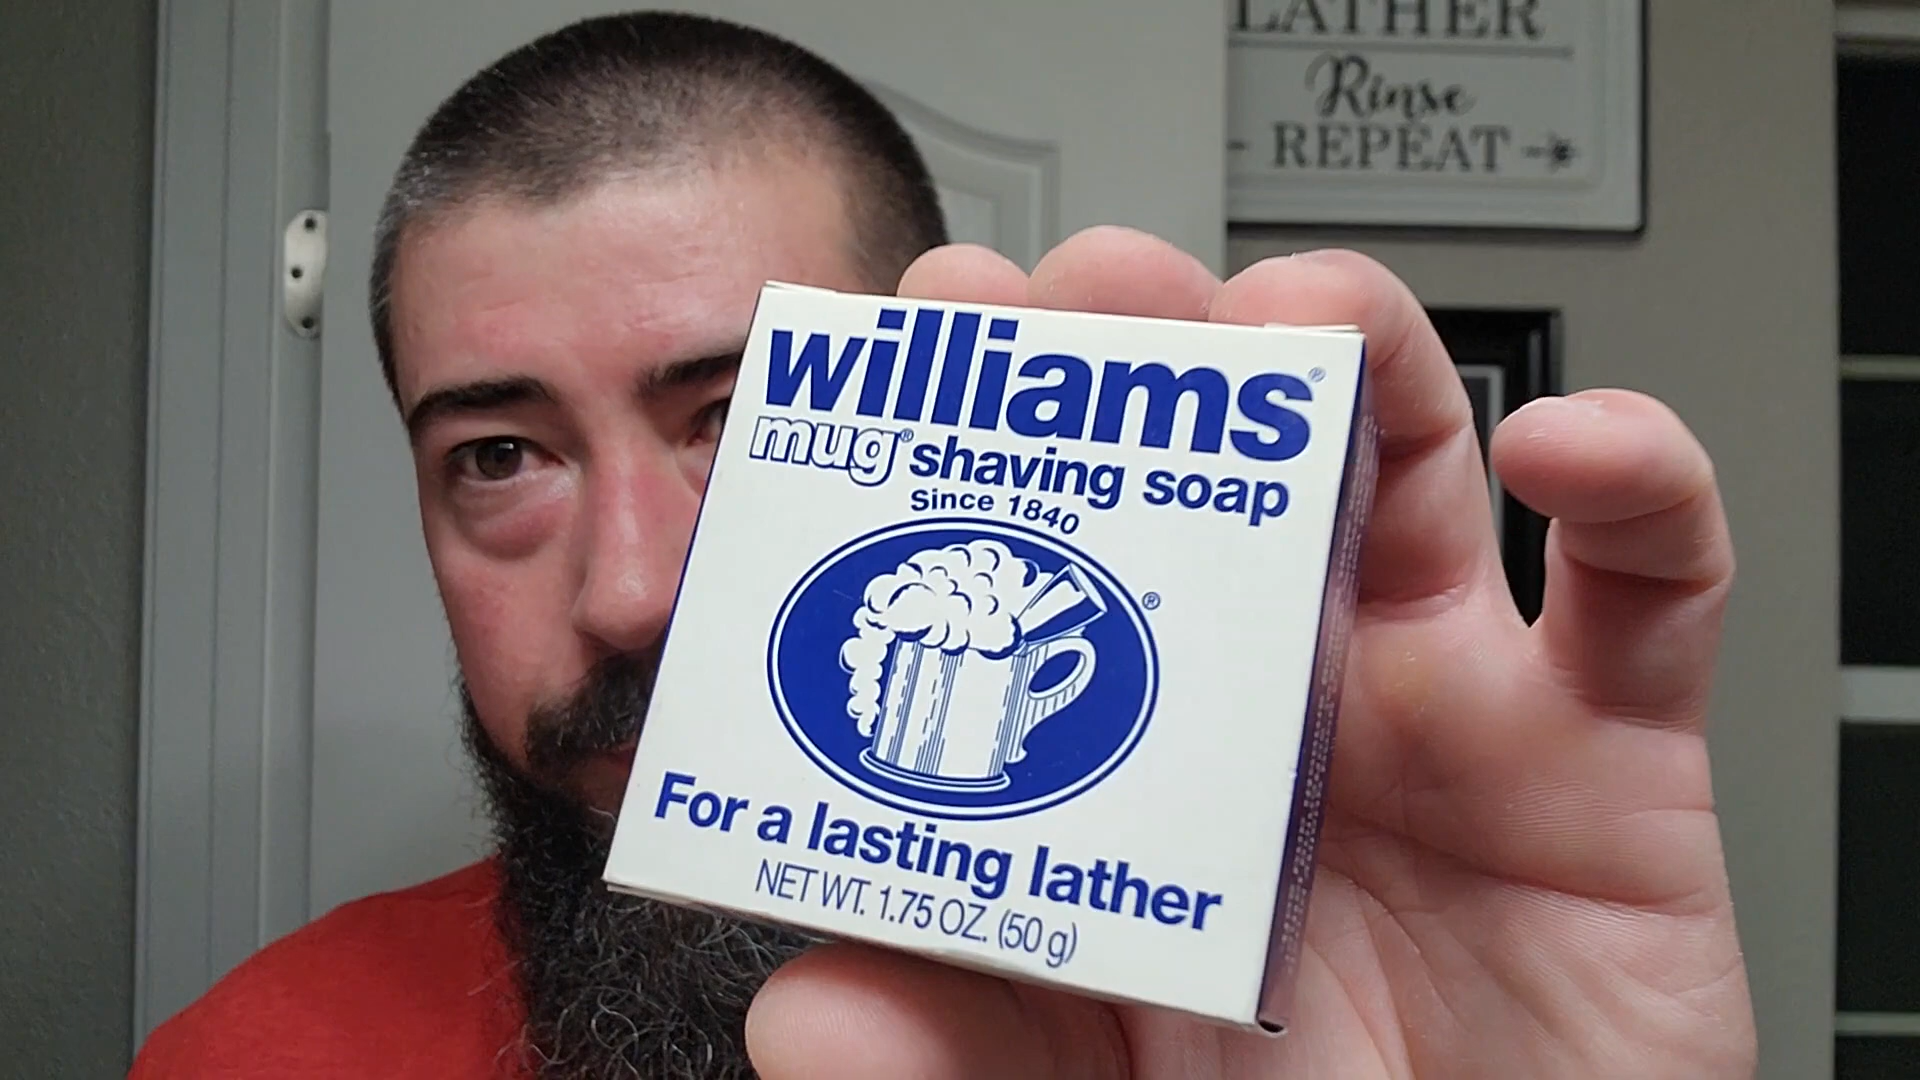 LATHER
Rinse
REPEAT
williams®
mug® shaving soap
Since 1840
®
For a lasting lather
NET WT. 1.75 OZ. (50 g)